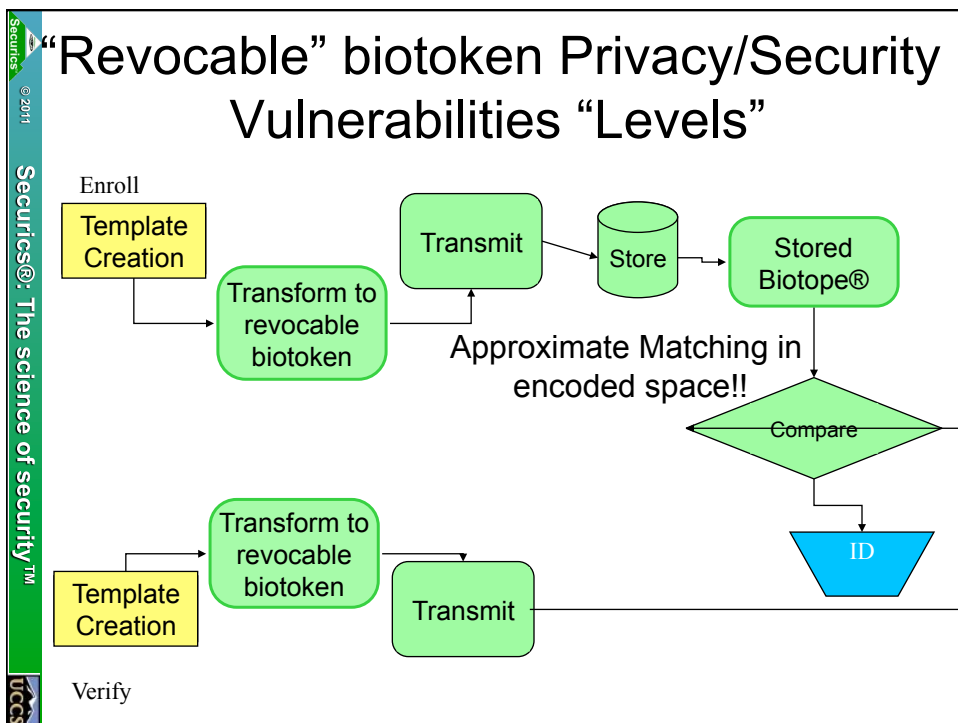 “Revocable” biotoken Privacy/Security
Vulnerabilities “Levels”
Securics
© 2011
Securics®: The science of security™
UCCS
Enroll
Template
Creation
Transform to
revocable
biotoken
Transmit
Store
Stored
Biotope®
Approximate Matching in
encoded space!!
Compare
ID
Transform to
revocable
biotoken
Template
Creation
Transmit
Verify